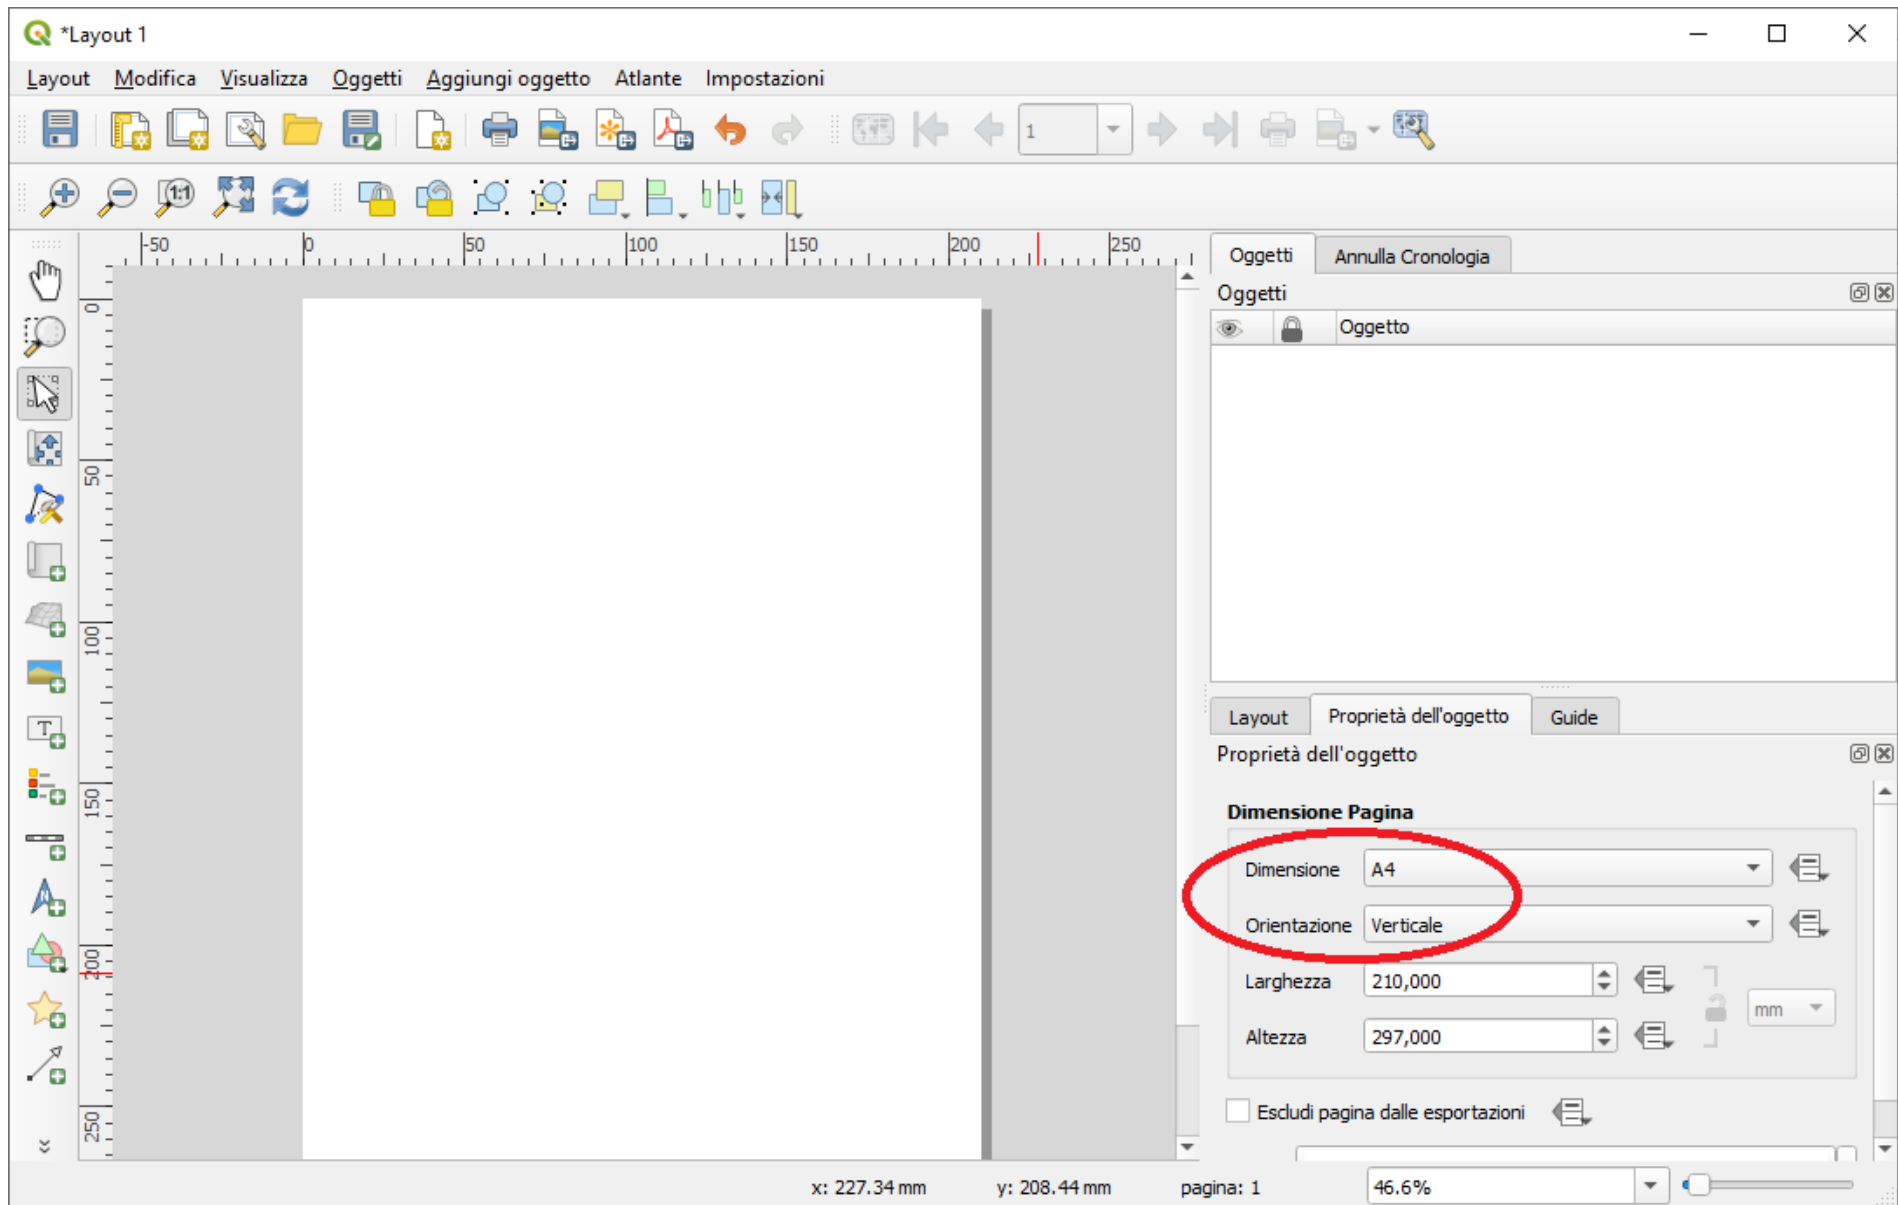 *Layout 1
Layout Modifica Visualizza Oggetti Aggiungi oggetto Atlante Impostazioni
1
1:1
-50 0 50 100 150 200 250
0
50
100
150
200
250
T
N
Oggetti Annulla Cronologia
Oggetti
Oggetto
Layout Proprietà dell'oggetto Guide
Proprietà dell'oggetto
Dimensione Pagina
Dimensione A4
Orientazione Verticale
Larghezza 210,000
mm
Altezza 297,000
Escludi pagina dalle esportazioni
x: 227.34 mm y: 208.44 mm pagina: 1 46.6%